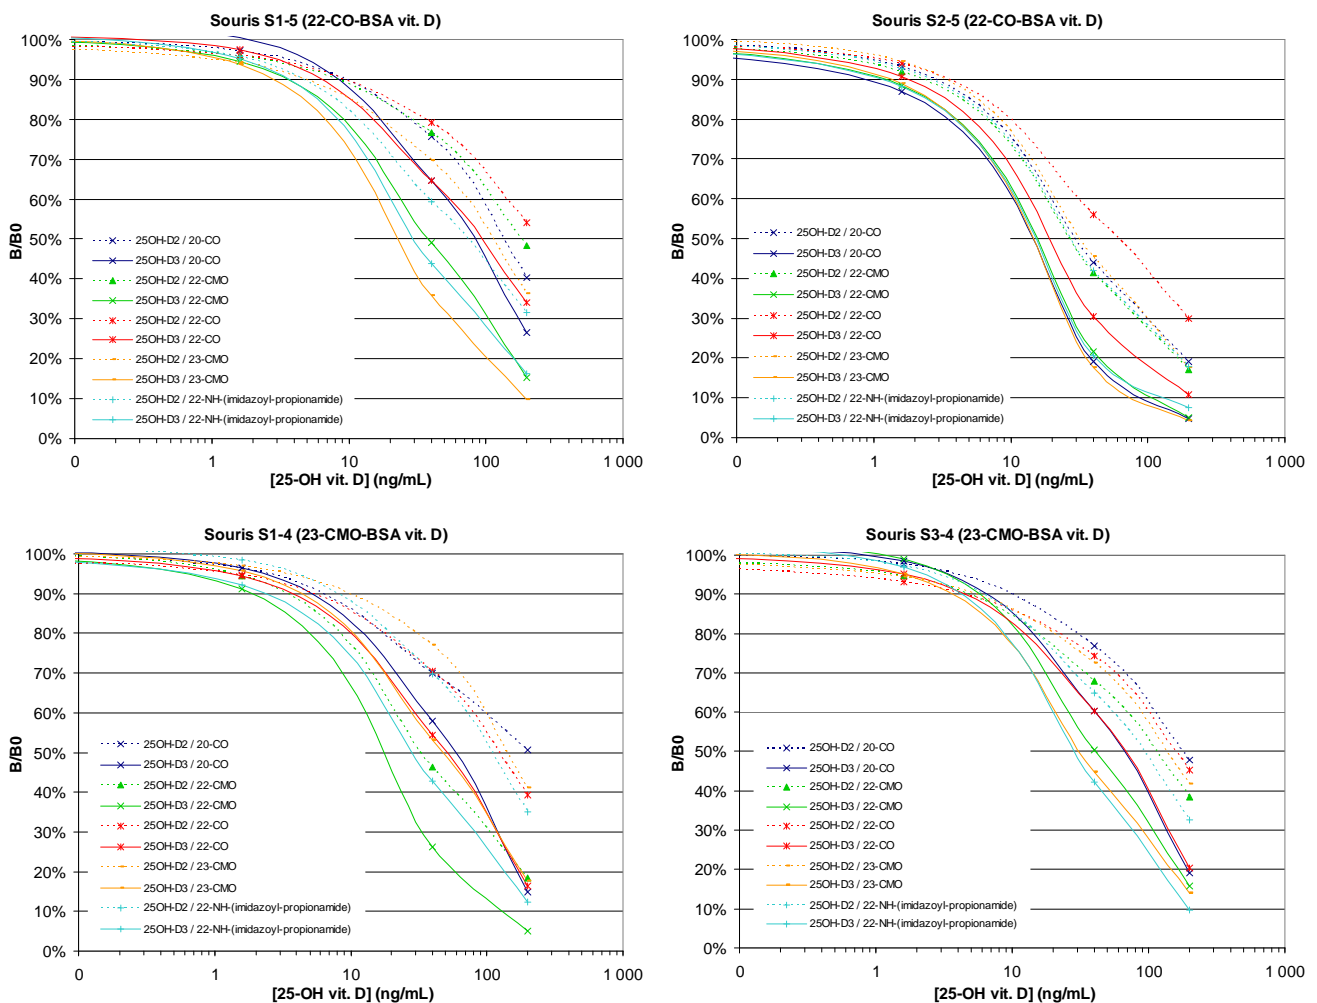 Souris S1-5 (22-CO-BSA vit. D)
100%
90%
80%
70%
60%
50%
40%
30%
20%
10%
0%
B/B0
25OH-D2 / 20-CO
25OH-D3 / 20-CO
25OH-D2 / 22-CMO
25OH-D3 / 22-CMO
25OH-D2 / 22-CO
25OH-D3 / 22-CO
25OH-D2 / 23-CMO
25OH-D3 / 23-CMO
25OH-D2 / 22-NH-(imidazoyl-propionamide)
25OH-D3 / 22-NH-(imidazoyl-propionamide)
0 1 10 100 1 000
[25-OH vit. D] (ng/mL)
Souris S2-5 (22-CO-BSA vit. D)
100%
90%
80%
70%
60%
50%
40%
30%
20%
10%
0%
B/B0
25OH-D2 / 20-CO
25OH-D3 / 20-CO
25OH-D2 / 22-CMO
25OH-D3 / 22-CMO
25OH-D2 / 22-CO
25OH-D3 / 22-CO
25OH-D2 / 23-CMO
25OH-D3 / 23-CMO
25OH-D2 / 22-NH-(imidazoyl-propionamide)
25OH-D3 / 22-NH-(imidazoyl-propionamide)
0 1 10 100 1 000
[25-OH vit. D] (ng/mL)
Souris S1-4 (23-CMO-BSA vit. D)
100%
90%
80%
70%
60%
50%
40%
30%
20%
10%
0%
B/B0
25OH-D2 / 20-CO
25OH-D3 / 20-CO
25OH-D2 / 22-CMO
25OH-D3 / 22-CMO
25OH-D2 / 22-CO
25OH-D3 / 22-CO
25OH-D2 / 23-CMO
25OH-D3 / 23-CMO
25OH-D2 / 22-NH-(imidazoyl-propionamide)
25OH-D3 / 22-NH-(imidazoyl-propionamide)
0 1 10 100 1 000
[25-OH vit. D] (ng/mL)
Souris S3-4 (23-CMO-BSA vit. D)
100%
90%
80%
70%
60%
50%
40%
30%
20%
10%
0%
B/B0
25OH-D2 / 20-CO
25OH-D3 / 20-CO
25OH-D2 / 22-CMO
25OH-D3 / 22-CMO
25OH-D2 / 22-CO
25OH-D3 / 22-CO
25OH-D2 / 23-CMO
25OH-D3 / 23-CMO
25OH-D2 / 22-NH-(imidazoyl-propionamide)
25OH-D3 / 22-NH-(imidazoyl-propionamide)
0 1 10 100 1 000
[25-OH vit. D] (ng/mL)